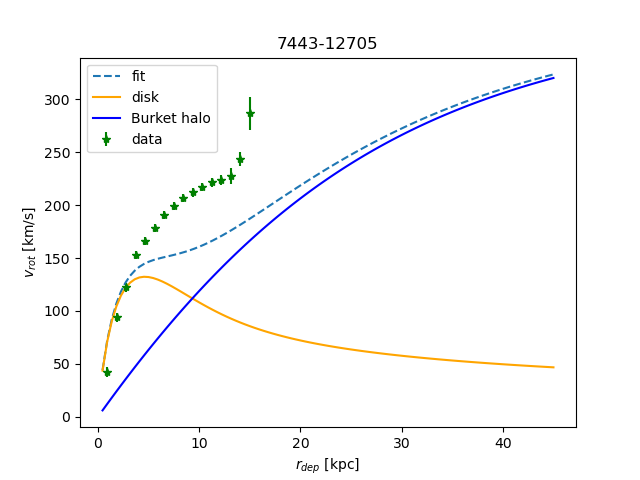 7443-12705
fit
disk
Burket halo
data
300
250
200
150
100
50
0
v_rot [km/s]
0 10 20 30 40
r_dep [kpc]